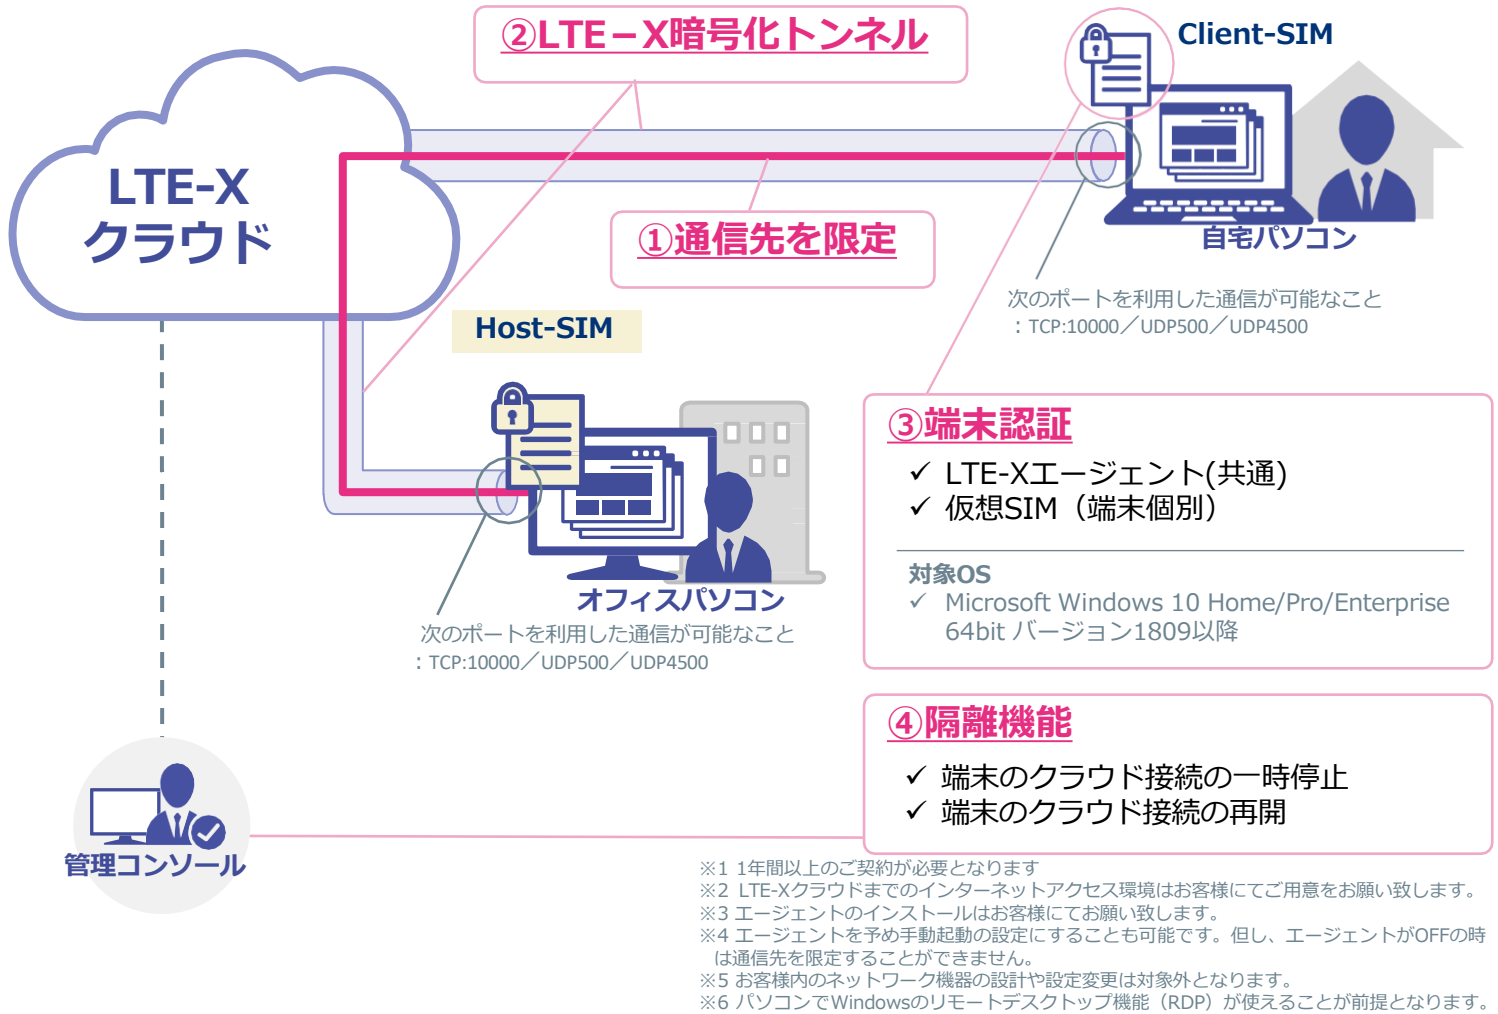 ②LTE－X暗号化トンネル
Client-SIM
LTE-X
クラウド
①通信先を限定
自宅パソコン
次のポートを利用した通信が可能なこと
：TCP:10000／UDP500／UDP4500
Host-SIM
オフィスパソコン
次のポートを利用した通信が可能なこと
：TCP:10000／UDP500／UDP4500
③端末認証
✓ LTE-Xエージェント(共通)
✓ 仮想SIM（端末個別）
対象OS
✓ Microsoft Windows 10 Home/Pro/Enterprise
64bit バージョン1809以降
④隔離機能
✓ 端末のクラウド接続の一時停止
✓ 端末のクラウド接続の再開
管理コンソール
※1 1年間以上のご契約が必要となります
※2 LTE-Xクラウドまでのインターネットアクセス環境はお客様にてご用意をお願い致します。
※3 エージェントのインストールはお客様にてお願い致します。
※4 エージェントを予め手動起動の設定にすることも可能です。但し、エージェントがOFFの時
は通信先を限定することができません。
※5 お客様内のネットワーク機器の設計や設定変更は対象外となります。
※6 パソコンでWindowsのリモートデスクトップ機能（RDP）が使えることが前提となります。